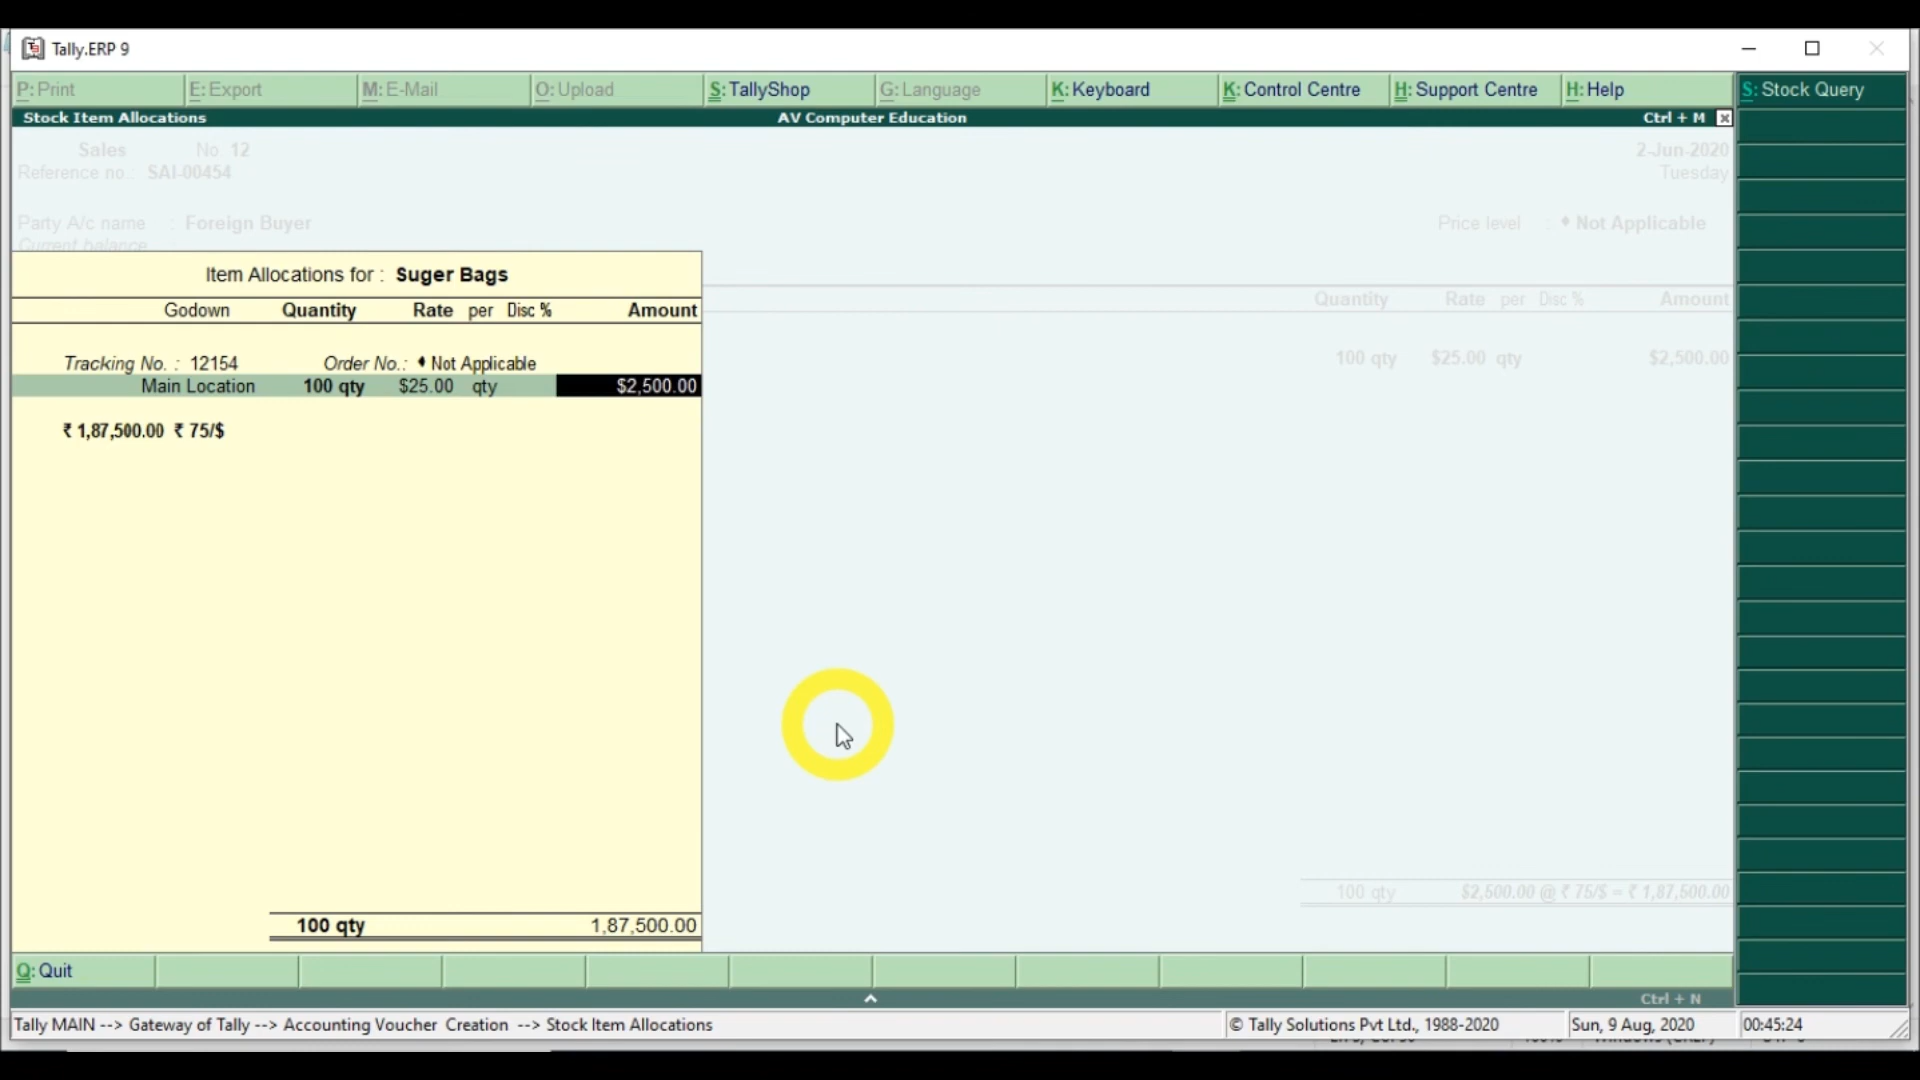 Tally.ERP 9
P: Print E: Export M: E-Mail O: Upload S: TallyShop G: Language K: Keyboard K: Control Centre H: Support Centre H: Help S: Stock Query
Stock Item Allocations AV Computer Education Ctrl + M
Sales No 12 2-Jun-2020
Reference no.: SAI-00454 Tuesday
Party A/c name : Foreign Buyer Price level : ♦ Not Applicable
Current balance :
Item Allocations for : Suger Bags
Quantity Rate per Disc % Amount
Godown Quantity Rate per Disc % Amount
100 qty $25.00 qty $2,500.00
Tracking No. : 12154 Order No.: ♦ Not Applicable
Main Location 100 qty $25.00 qty $2,500.00
₹ 1,87,500.00 ₹ 75/$
100 qty $2,500.00 @ ₹ 75/$ = ₹ 1,87,500.00
100 qty 1,87,500.00
Q: Quit
Ctrl + N
Tally MAIN --> Gateway of Tally --> Accounting Voucher Creation --> Stock Item Allocations © Tally Solutions Pvt Ltd., 1988-2020 Sun, 9 Aug, 2020 00:45:24